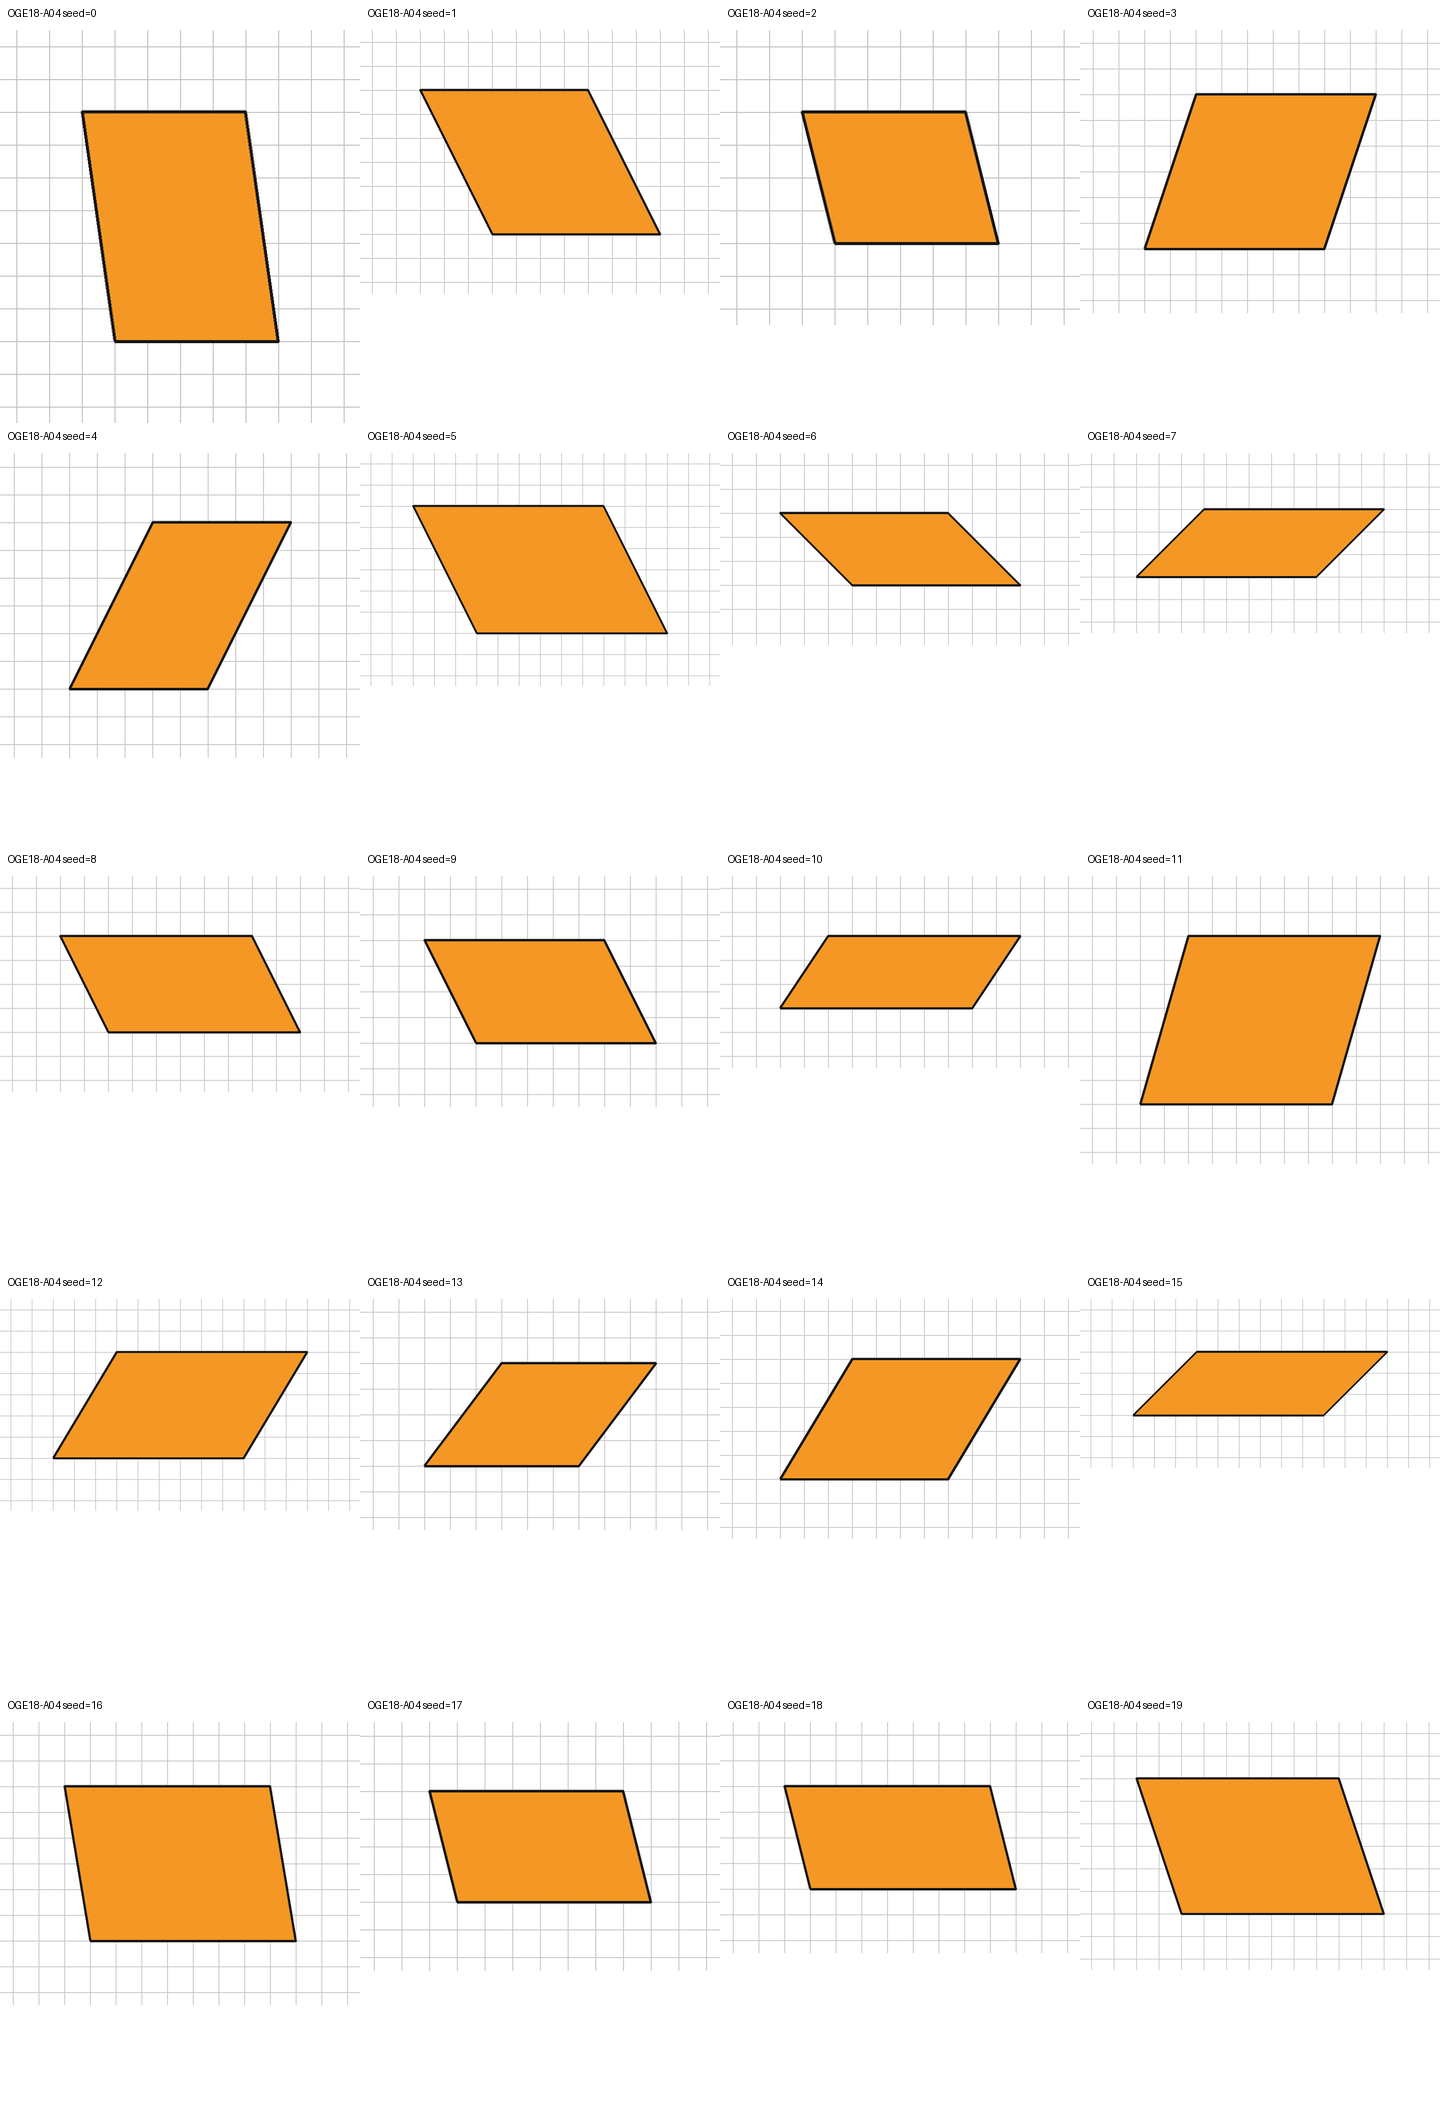 OGE18-A04 seed=0
OGE18-A04 seed=1
OGE18-A04 seed=2
OGE18-A04 seed=3
OGE18-A04 seed=4
OGE18-A04 seed=5
OGE18-A04 seed=6
OGE18-A04 seed=7
OGE18-A04 seed=8
OGE18-A04 seed=9
OGE18-A04 seed=10
OGE18-A04 seed=11
OGE18-A04 seed=12
OGE18-A04 seed=13
OGE18-A04 seed=14
OGE18-A04 seed=15
OGE18-A04 seed=16
OGE18-A04 seed=17
OGE18-A04 seed=18
OGE18-A04 seed=19